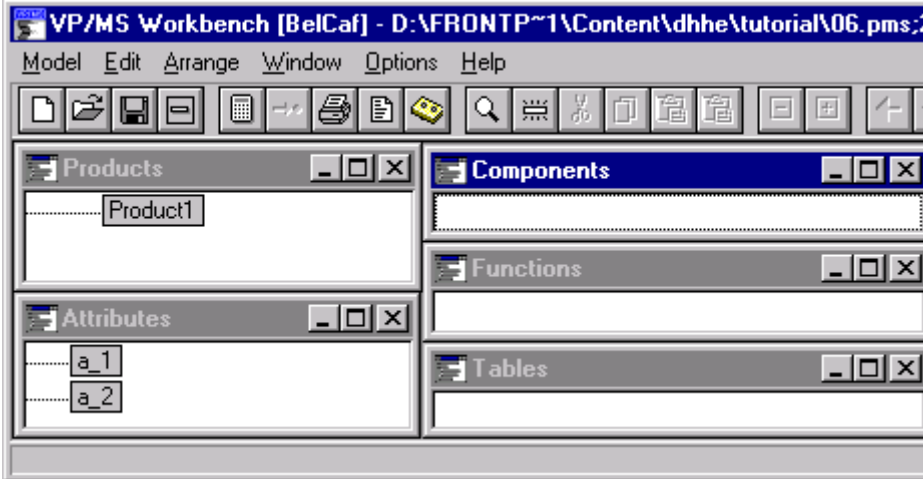 VP/MS Workbench [BelCaf] - D:\FRONTP~1\Content\dhhe\tutorial\06.pms;
Model Edit Arrange Window Options Help
Products
Product1
Components
Functions
Attributes
a_1
a_2
Tables